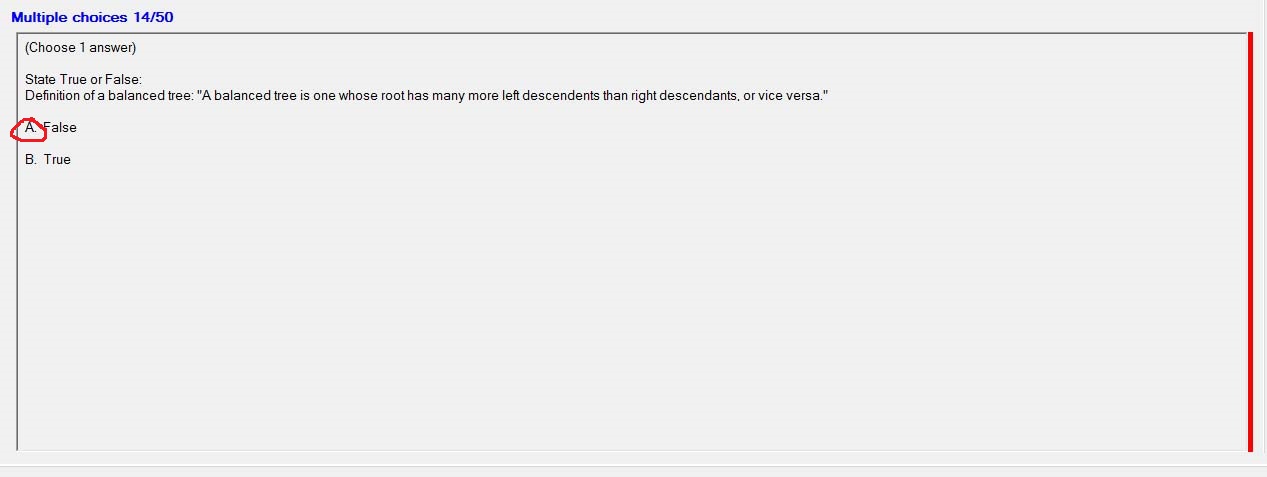 Multiple choices 14/50
(Choose 1 answer)
State True or False:
Definition of a balanced tree: "A balanced tree is one whose root has many more left descendents than right descendants, or vice versa."
A. False
B. True